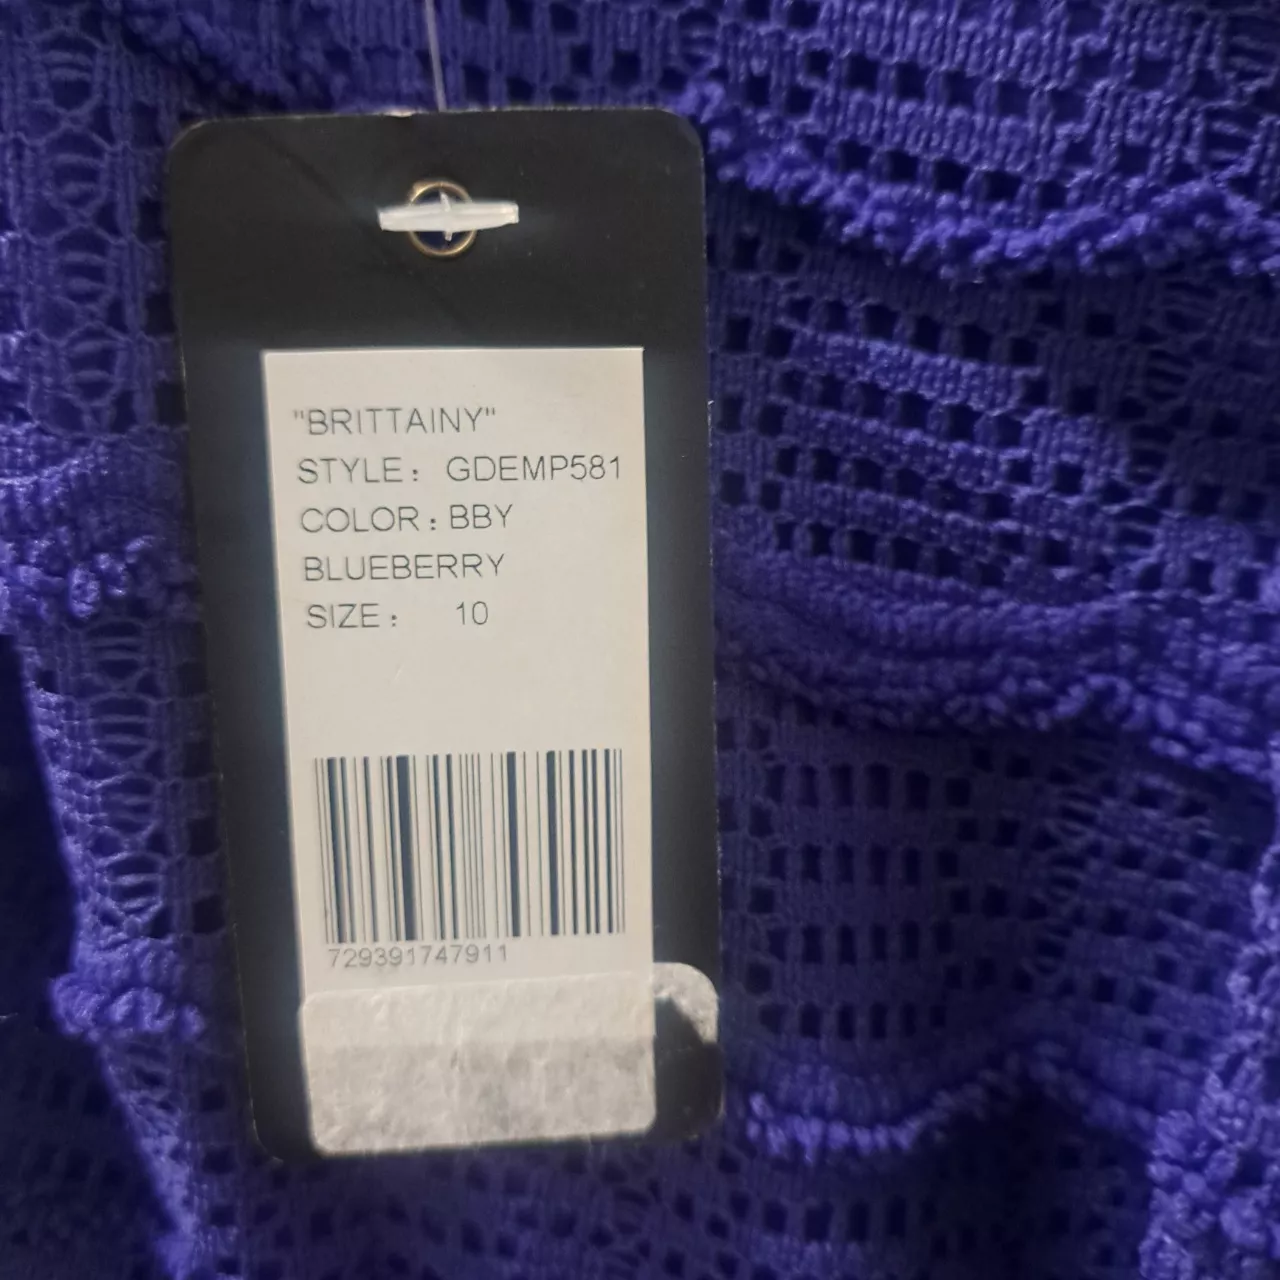 "BRITTAINY"
STYLE: GDEMP581
COLOR: BBY
BLUEBERRY
SIZE: 10
729391747911